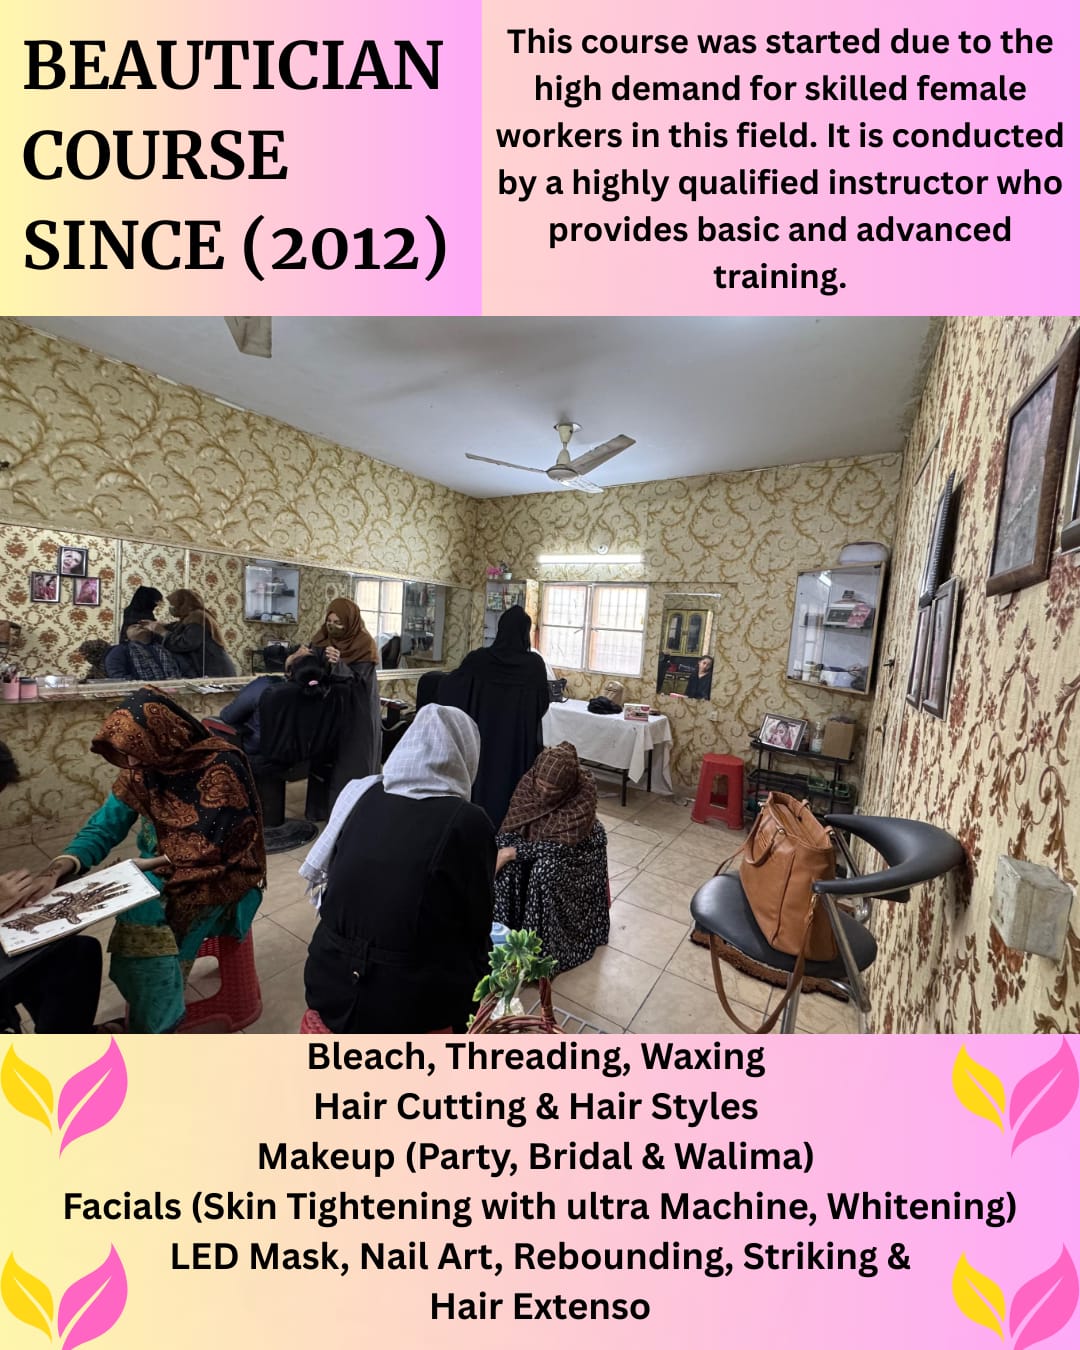 BEAUTICIAN
COURSE
SINCE (2012)
This course was started due to the
high demand for skilled female
workers in this field. It is conducted
by a highly qualified instructor who
provides basic and advanced
training.
Bleach, Threading, Waxing
Hair Cutting & Hair Styles
Makeup (Party, Bridal & Walima)
Facials (Skin Tightening with ultra Machine, Whitening)
LED Mask, Nail Art, Rebounding, Striking &
Hair Extenso